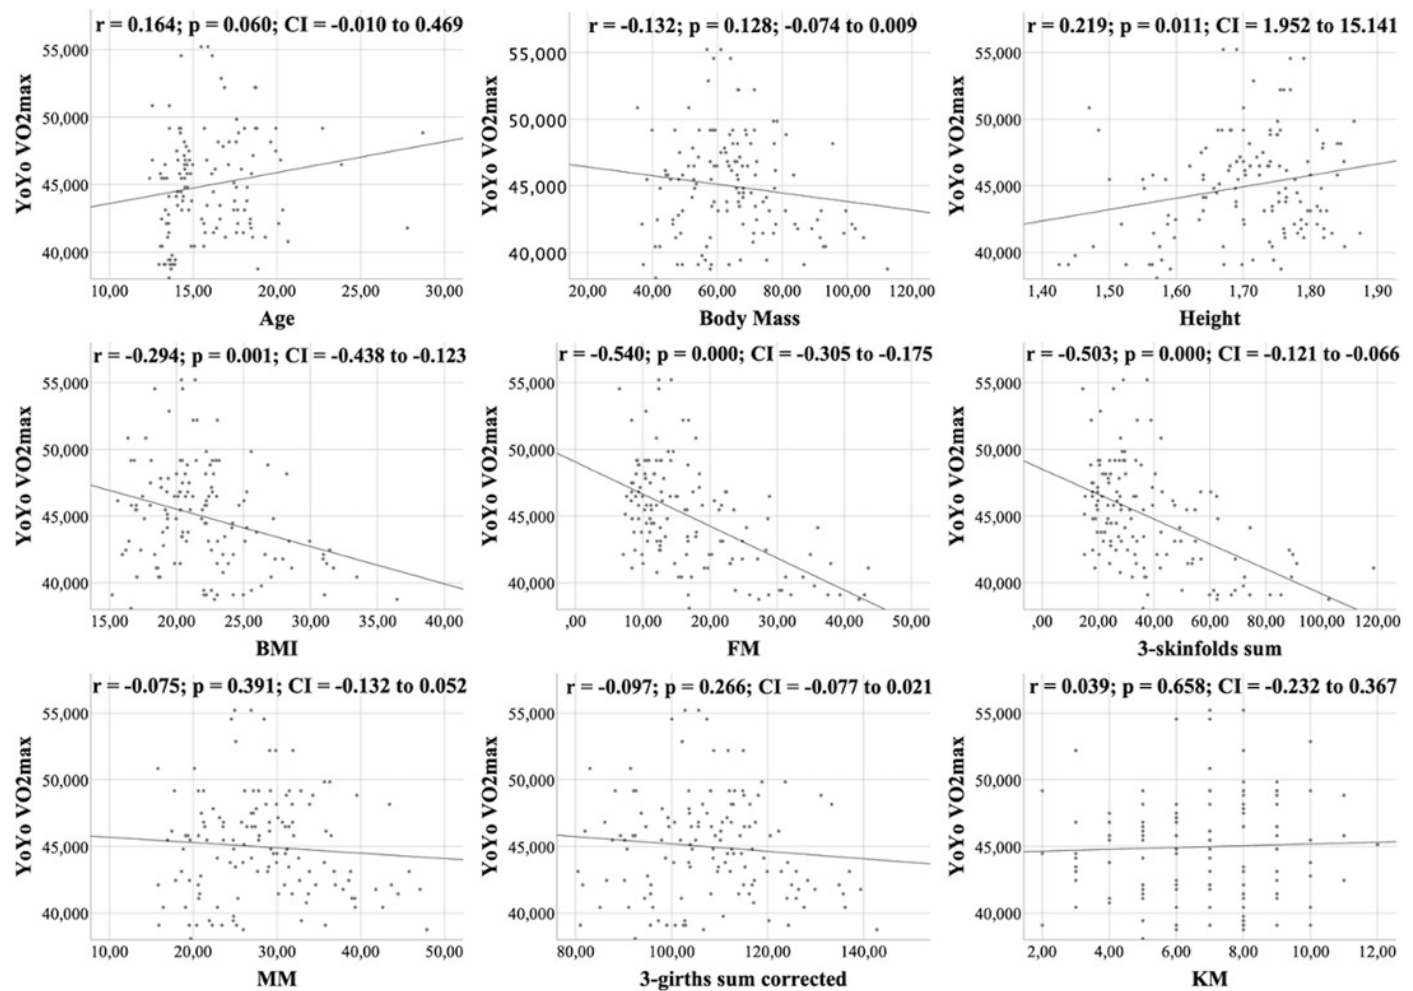 r = 0.164; p = 0.060; CI = -0.010 to 0.469
YoYo VO2max
55,000
50,000
45,000
40,000
10,00 15,00 20,00 25,00 30,00
Age
r = -0.132; p = 0.128; -0.074 to 0.009
YoYo VO2max
55,000
50,000
45,000
40,000
20,00 40,00 60,00 80,00 100,00 120,00
Body Mass
r = 0.219; p = 0.011; CI = 1.952 to 15.141
YoYo VO2max
55,000
50,000
45,000
40,000
1,40 1,50 1,60 1,70 1,80 1,90
Height
r = -0.294; p = 0.001; CI = -0.438 to -0.123
YoYo VO2max
55,000
50,000
45,000
40,000
15,00 20,00 25,00 30,00 35,00 40,00
BMI
r = -0.540; p = 0.000; CI = -0.305 to -0.175
YoYo VO2max
55,000
50,000
45,000
40,000
,00 10,00 20,00 30,00 40,00 50,00
FM
r = -0.503; p = 0.000; CI = -0.121 to -0.066
YoYo VO2max
55,000
50,000
45,000
40,000
,00 20,00 40,00 60,00 80,00 100,00 120,00
3-skinfolds sum
r = -0.075; p = 0.391; CI = -0.132 to 0.052
YoYo VO2max
55,000
50,000
45,000
40,000
10,00 20,00 30,00 40,00 50,00
MM
r = -0.097; p = 0.266; CI = -0.077 to 0.021
YoYo VO2max
55,000
50,000
45,000
40,000
80,00 100,00 120,00 140,00
3-girths sum corrected
r = 0.039; p = 0.658; CI = -0.232 to 0.367
YoYo VO2max
55,000
50,000
45,000
40,000
2,00 4,00 6,00 8,00 10,00 12,00
KM